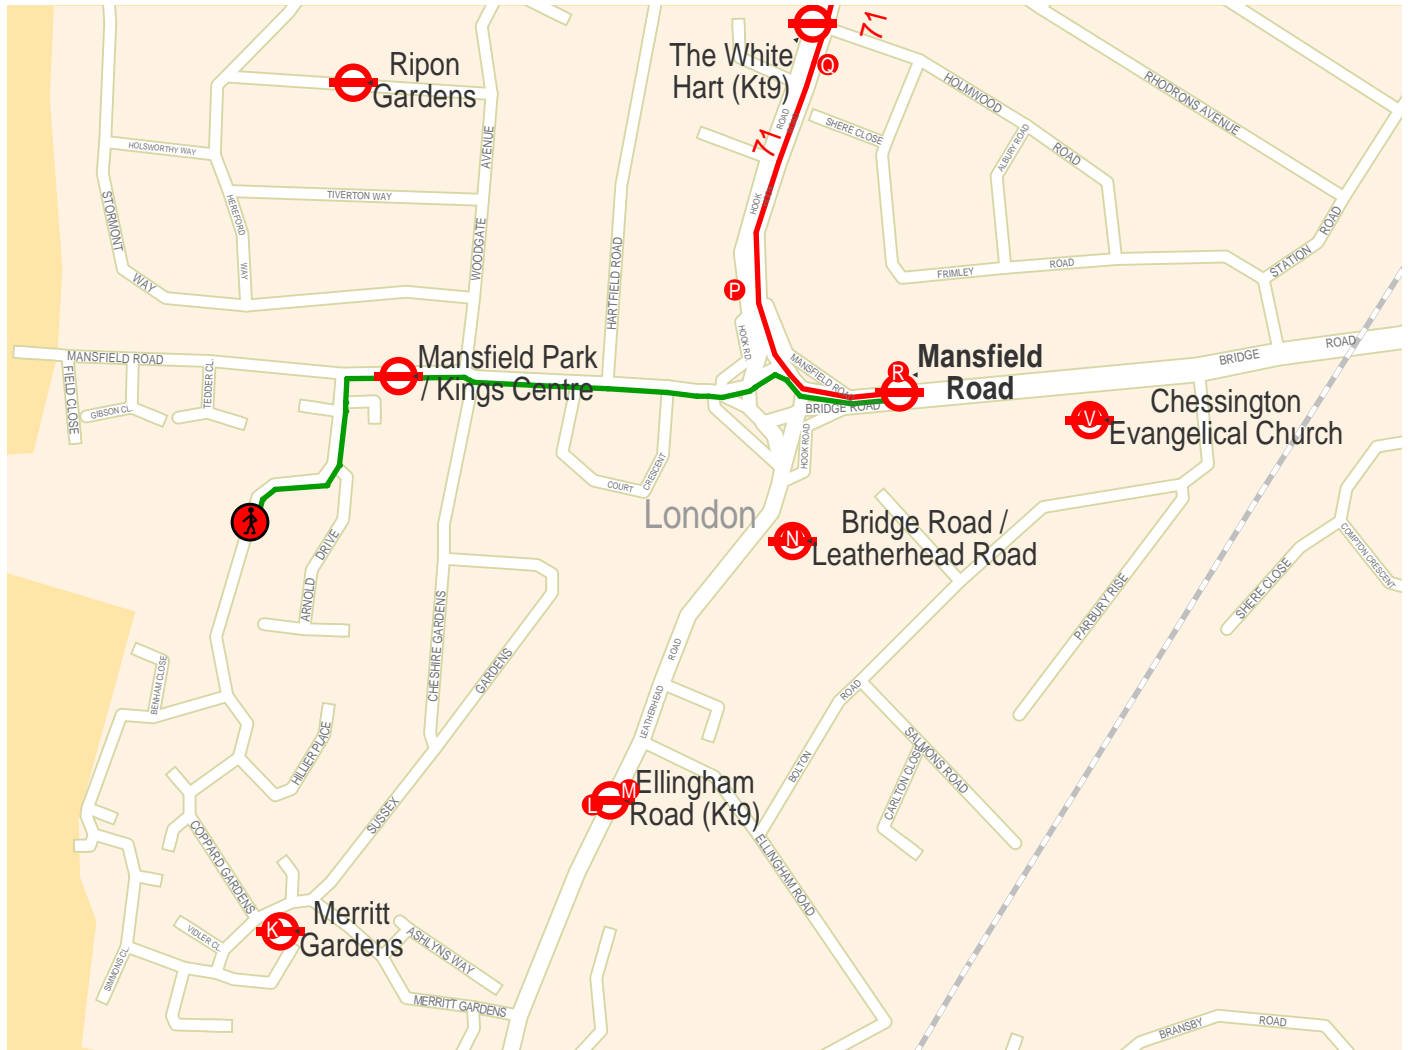 71
The White
Hart (Kt9)
Q
Ripon
Gardens
RHODRONS AVENUE
HOLMWOOD
ROAD
SHERE CLOSE
ALBURY ROAD
ROAD
71
HOOK
AVENUE
HOLSWORTHY WAY
TIVERTON WAY
HEREFORD
WAY
STORMONT
WAY
WOODGATE
HARTFIELD ROAD
STATION
ROAD
FRIMLEY
ROAD
P
HOOK RD.
MANSFIELD ROAD
BRIDGE
ROAD
MANSFIELD ROAD
Mansfield Park
/ Kings Centre
R
Mansfield
Road
BRIDGE ROAD
TEDDER CL.
FIELD CLOSE
GIBSON CL.
V
Chessington
Evangelical Church
HOOK ROAD
COURT
CRESCENT
London
N
Bridge Road /
Leatherhead Road
COMPTON CRESCENT
SHERE CLOSE
PARBURY RISE
ARNOLD
DRIVE
CHESHIRE GARDENS
GARDENS
SUSSEX
ROAD
LEATHERHEAD
BENHAM CLOSE
HILLIER PLACE
ROAD
BOLTON
SALMONS ROAD
CARLTON CLOSE
L
M
Ellingham
Road (Kt9)
ELLINGHAM ROAD
COPPARD GARDENS
K
Merritt
Gardens
VIDLER CL.
SIMMONS CL.
ASHLYNS WAY
MERRITT GARDENS
BRANSBY
ROAD